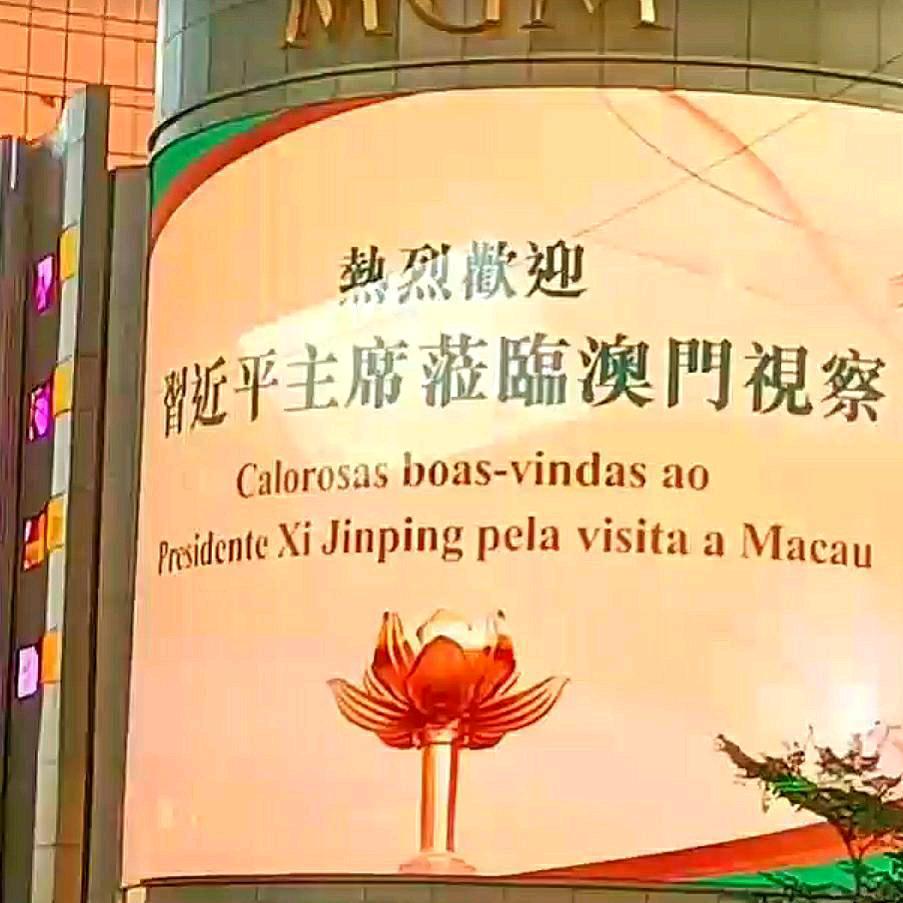 MGM
熱烈歡迎
習近平主席蒞臨澳門視察
Calorosas boas-vindas ao
Presidente Xi Jinping pela visita a Macau